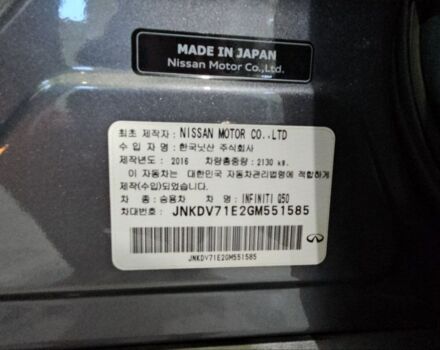 MADE IN JAPAN
Nissan Motor Co.,Ltd.
최초 제작자: NISSAN MOTOR CO.,LTD
수 입 자 명 : 한국닛산 주식회사
제작년도 : 2016 차량총중량 : 2130 kg.
이 자동차는 대한민국 자동차관리법령에 적합하게
제작(수입)되었습니다.
차 종 : 승용차 차 명 : INFINITI Q50
차대번호 : JNKDV71E2GM551585
JNKDV71E2GM551585